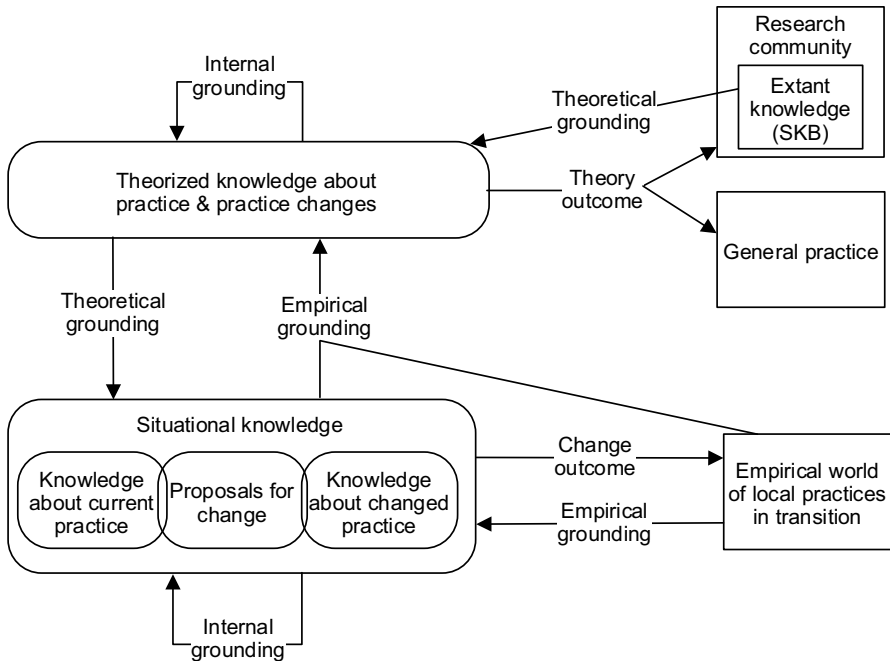 Research
community
Extant
knowledge
(SKB)
Internal
grounding
Theoretical
grounding
Theorized knowledge about
practice & practice changes
Theory
outcome
General practice
Theoretical
grounding
Empirical
grounding
Situational knowledge
Knowledge
about current
practice
Proposals for
change
Knowledge
about changed
practice
Change
outcome
Empirical
grounding
Empirical world
of local practices
in transition
Internal
grounding